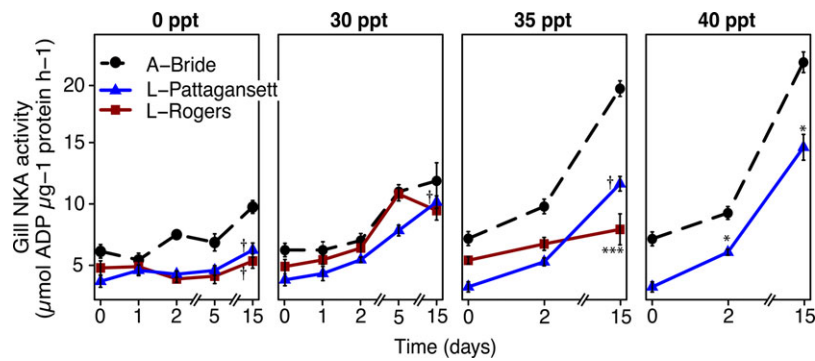 0 ppt 30 ppt 35 ppt 40 ppt
Gill NKA activity
(µmol ADP µg−1 protein h−1)
20
15
10
5
A−Bride
L−Pattagansett
L−Rogers
† † † † *** * *
0 1 2 5 15 0 1 2 5 15 0 2 15 0 2 15
Time (days)